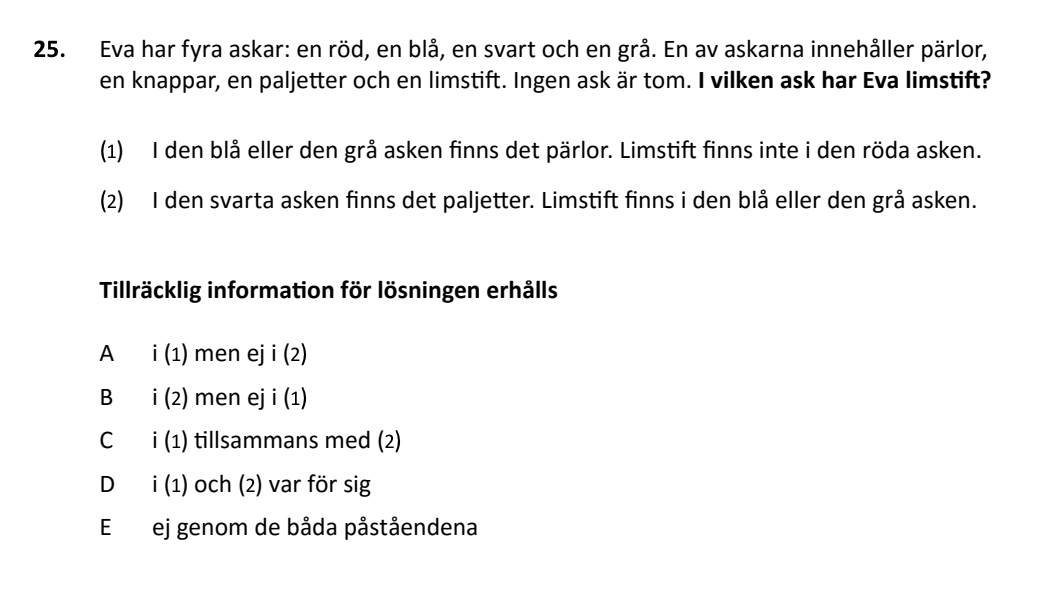 25. Eva har fyra askar: en röd, en blå, en svart och en grå. En av askarna innehåller pärlor,
en knappar, en paljetter och en limstift. Ingen ask är tom. I vilken ask har Eva limstift?
(1) I den blå eller den grå asken finns det pärlor. Limstift finns inte i den röda asken.
(2) I den svarta asken finns det paljetter. Limstift finns i den blå eller den grå asken.
Tillräcklig information för lösningen erhålls
A i (1) men ej i (2)
B i (2) men ej i (1)
C i (1) tillsammans med (2)
D i (1) och (2) var för sig
E ej genom de båda påståendena